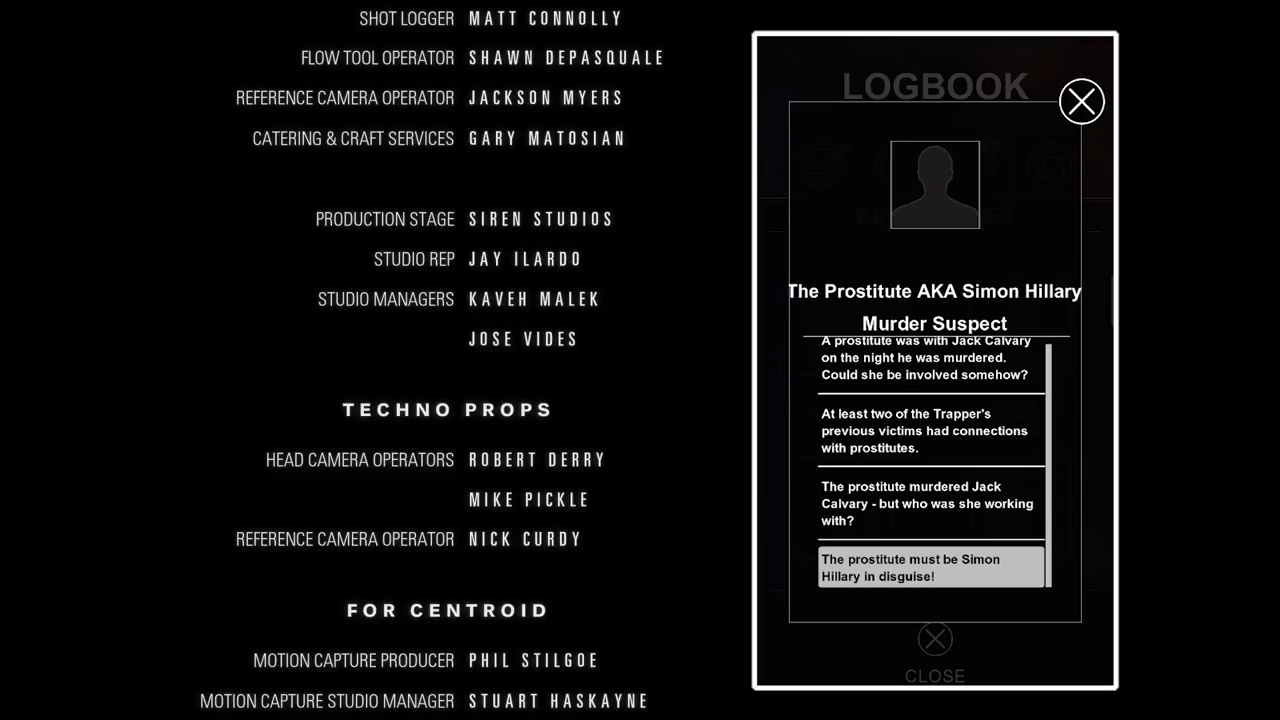 SHOT LOGGER MATT CONNOLLY
FLOW TOOL OPERATOR SHAWN DEPASQUALE
REFERENCE CAMERA OPERATOR JACKSON MYERS
CATERING & CRAFT SERVICES GARY MATOSIAN
PRODUCTION STAGE SIREN STUDIOS
STUDIO REP JAY ILARDO
STUDIO MANAGERS KAVEH MALEK
JOSE VIDES
TECHNO PROPS
HEAD CAMERA OPERATORS ROBERT DERRY
MIKE PICKLE
REFERENCE CAMERA OPERATOR NICK CURDY
FOR CENTROID
MOTION CAPTURE PRODUCER PHIL STILGOE
MOTION CAPTURE STUDIO MANAGER STUART HASKAYNE
LOGBOOK
The Prostitute AKA Simon Hillary
Murder Suspect
A prostitute was with Jack Calvary
on the night he was murdered.
Could she be involved somehow?
At least two of the Trapper's
previous victims had connections
with prostitutes.
The prostitute murdered Jack
Calvary - but who was she working
with?
The prostitute must be Simon
Hillary in disguise!
CLOSE